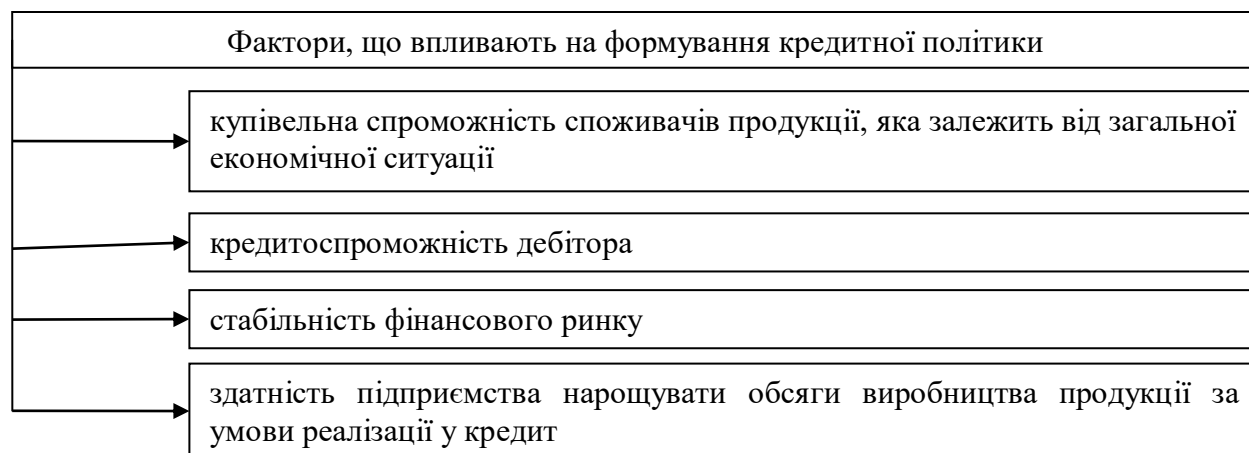 Фактори, що впливають на формування кредитної політики
купівельна спроможність споживачів продукції, яка залежить від загальної
економічної ситуації
кредитоспроможність дебітора
стабільність фінансового ринку
здатність підприємства нарощувати обсяги виробництва продукції за
умови реалізації у кредит